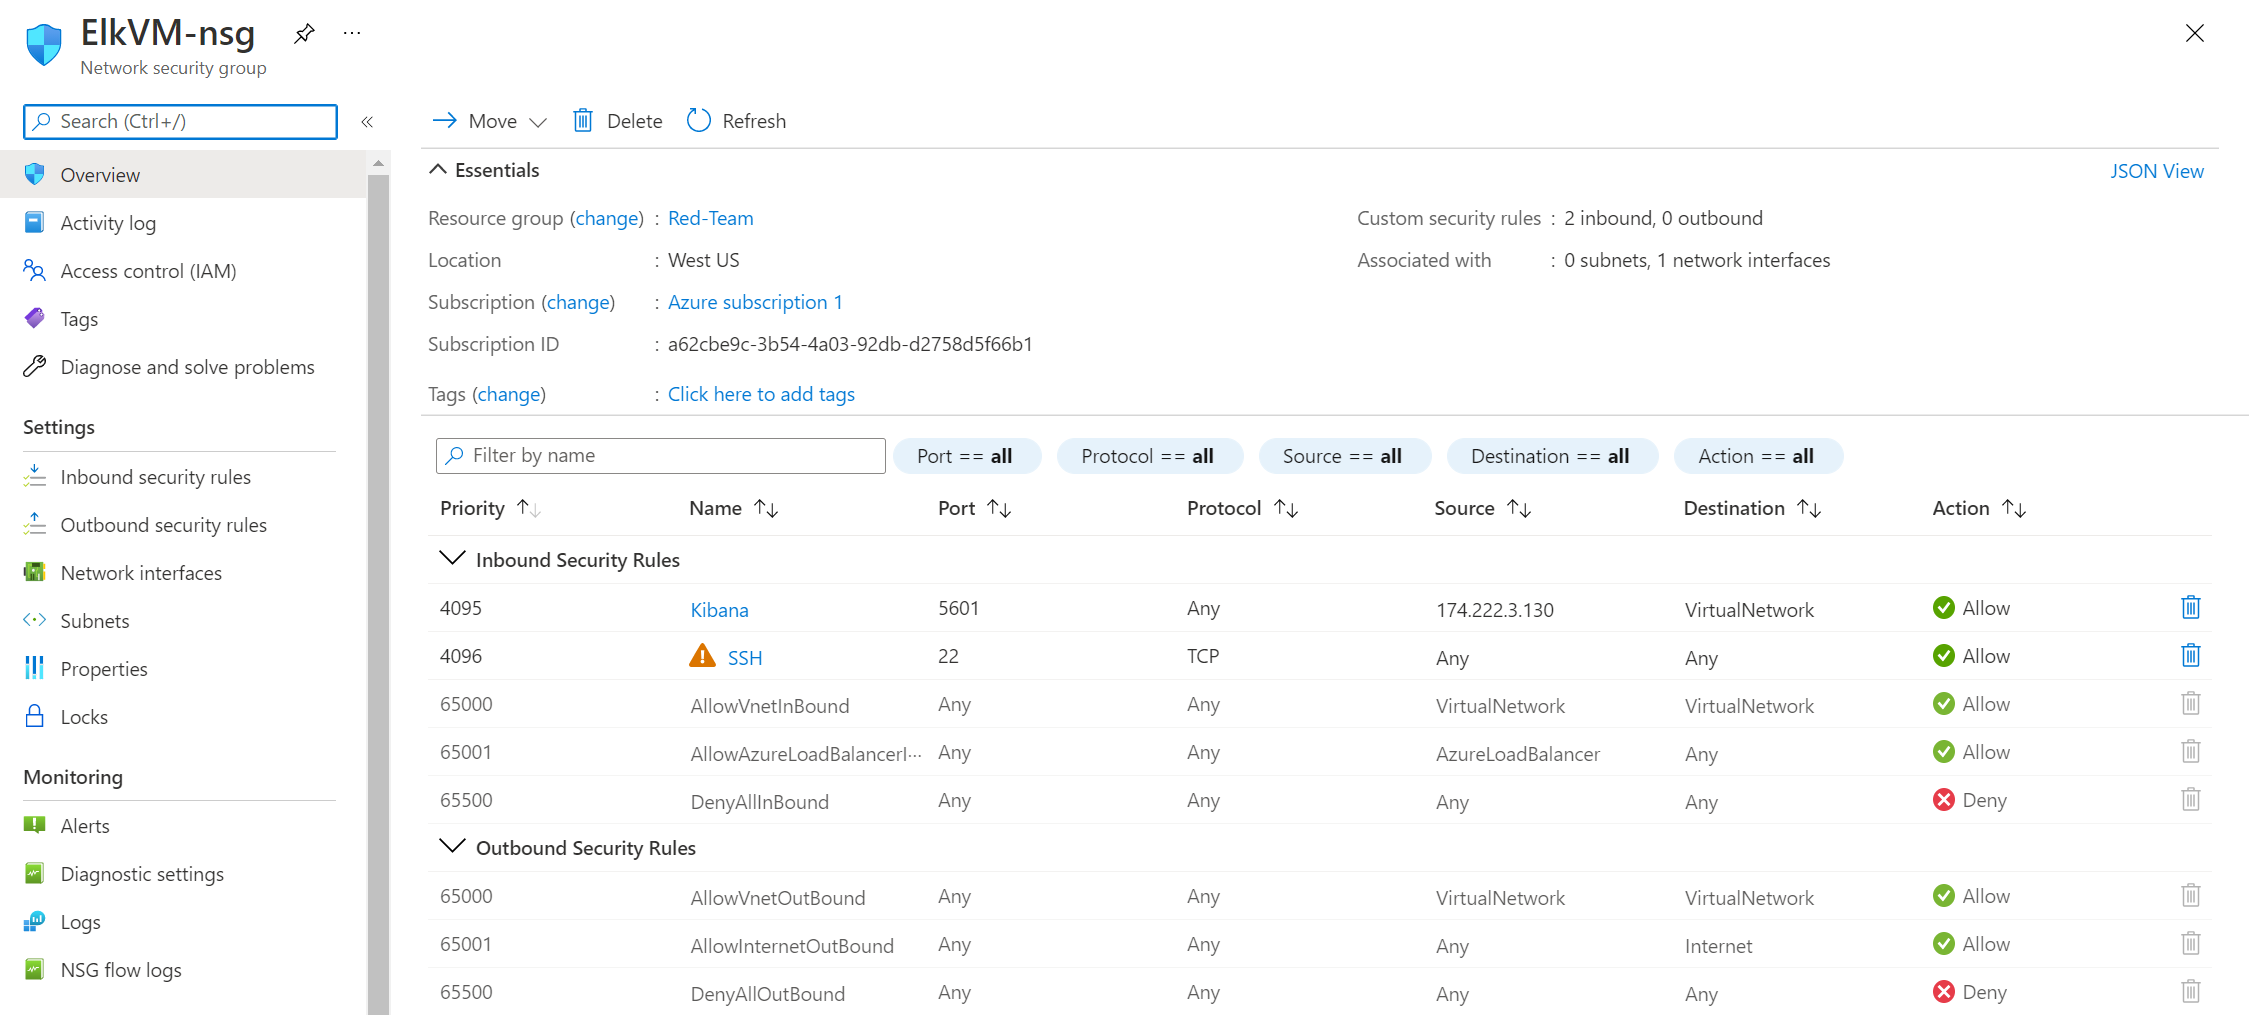 ElkVM-nsg
Network security group
Search (Ctrl+/)
Overview
Activity log
Access control (IAM)
Tags
Diagnose and solve problems
Settings
Inbound security rules
Outbound security rules
Network interfaces
Subnets
Properties
Locks
Monitoring
Alerts
Diagnostic settings
Logs
NSG flow logs
Move Delete Refresh
Essentials JSON View
Resource group (change) : Red-Team Custom security rules : 2 inbound, 0 outbound
Location : West US Associated with : 0 subnets, 1 network interfaces
Subscription (change) : Azure subscription 1
Subscription ID : a62cbe9c-3b54-4a03-92db-d2758d5f66b1
Tags (change) : Click here to add tags
Filter by name Port == all Protocol == all Source == all Destination == all Action == all
Priority Name Port Protocol Source Destination Action
Inbound Security Rules
4095 Kibana 5601 Any 174.222.3.130 VirtualNetwork Allow
4096 SSH 22 TCP Any Any Allow
65000 AllowVnetInBound Any Any VirtualNetwork VirtualNetwork Allow
65001 AllowAzureLoadBalancerI... Any Any AzureLoadBalancer Any Allow
65500 DenyAllInBound Any Any Any Any Deny
Outbound Security Rules
65000 AllowVnetOutBound Any Any VirtualNetwork VirtualNetwork Allow
65001 AllowInternetOutBound Any Any Any Internet Allow
65500 DenyAllOutBound Any Any Any Any Deny